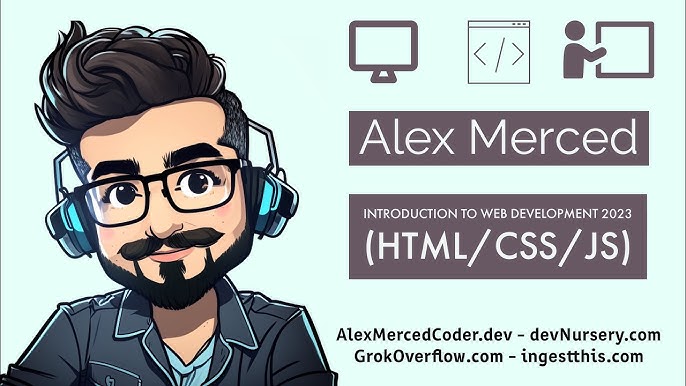 </>
Alex Merced
INTRODUCTION TO WEB DEVELOPMENT 2023
(HTML/CSS/JS)
AlexMercedCoder.dev - devNursery.com
GrokOverflow.com - ingestthis.com